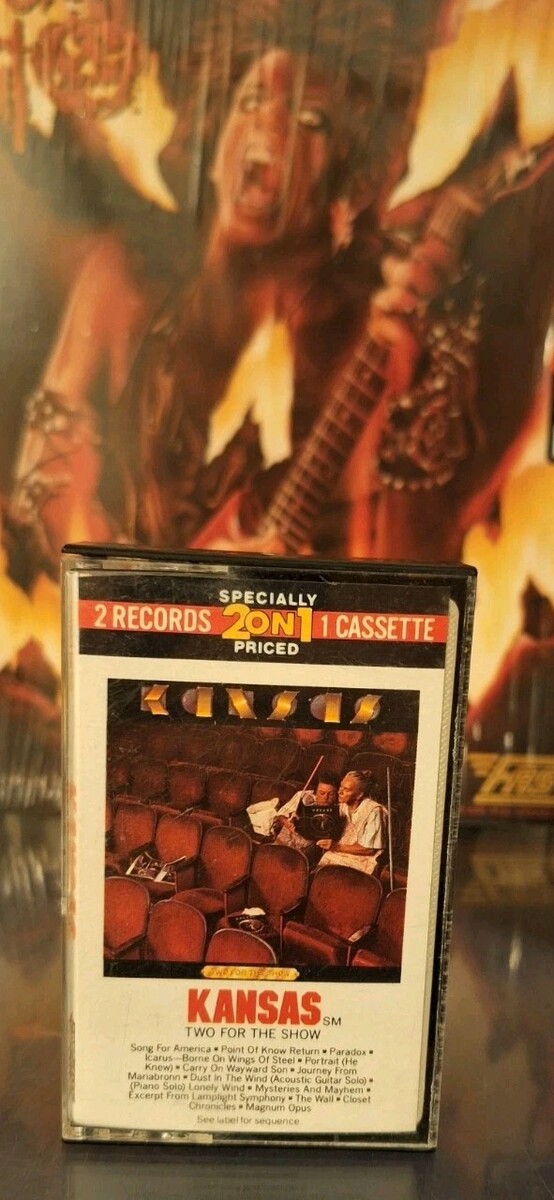 SPECIALLY
2 RECORDS 2ON1 1 CASSETTE
PRICED
KANSAS
TWO FOR THE SHOW
KANSAS SM
TWO FOR THE SHOW
Song For America ▪ Point Of Know Return ▪ Paradox ▪
Icarus—Borne On Wings Of Steel ▪ Portrait (He
Knew) ▪ Carry On Wayward Son ▪ Journey From
Mariabronn ▪ Dust In The Wind (Acoustic Guitar Solo) ▪
(Piano Solo) Lonely Wind ▪ Mysteries And Mayhem ▪
Excerpt From Lamplight Symphony ▪ The Wall ▪ Closet
Chronicles ▪ Magnum Opus
See label for sequence